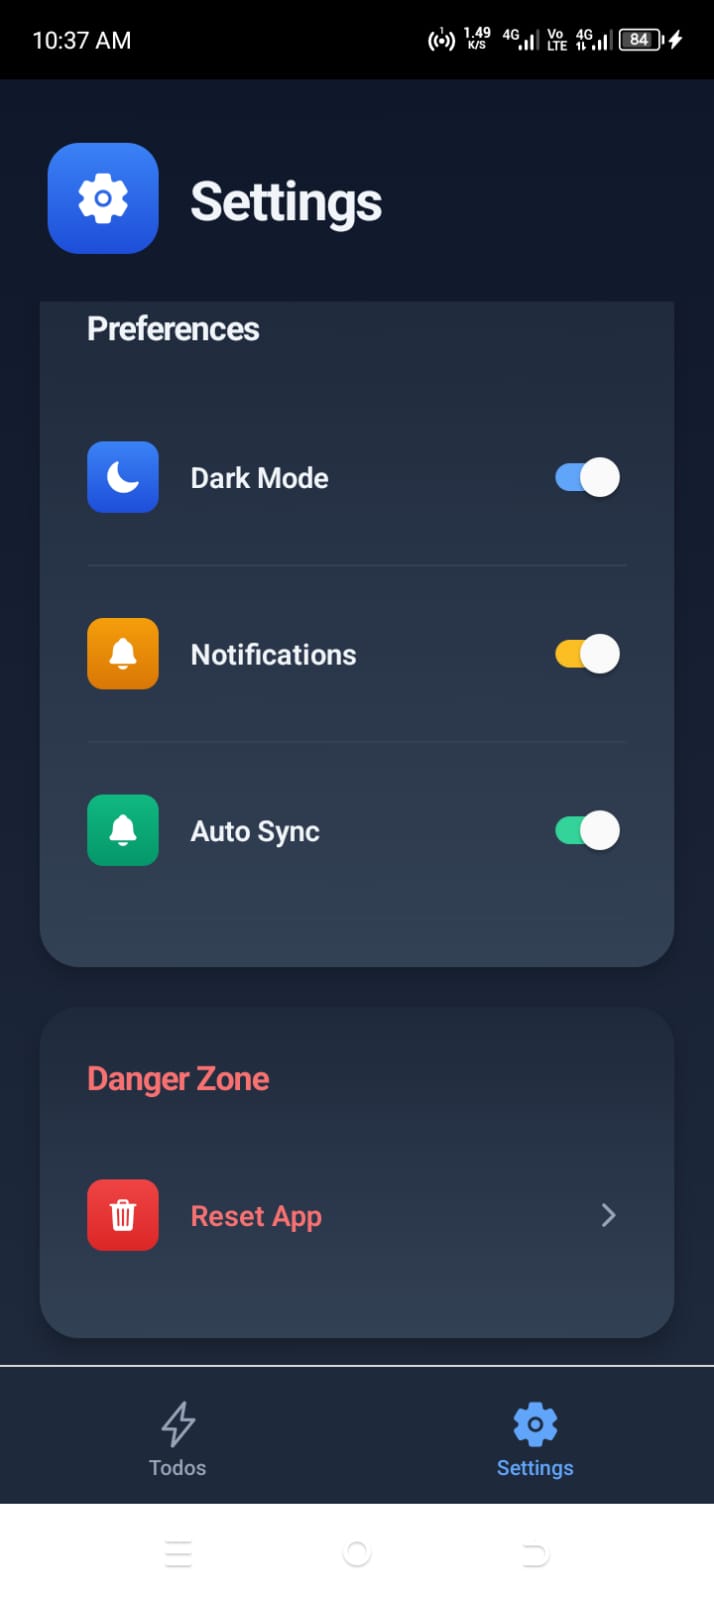 10:37 AM 1 1.49 K/S 4G Vo LTE 4G 84
Settings
Preferences
Dark Mode
Notifications
Auto Sync
Danger Zone
Reset App
Todos Settings